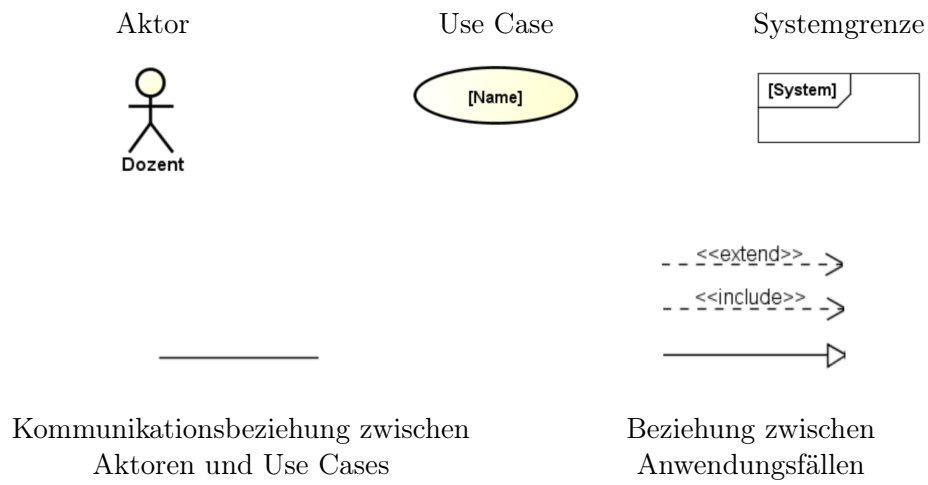 Aktor Use Case Systemgrenze
Dozent
[Name]
[System]
<<extend>>
<<include>>
Kommunikationsbeziehung zwischen
Aktoren und Use Cases
Beziehung zwischen
Anwendungsfällen